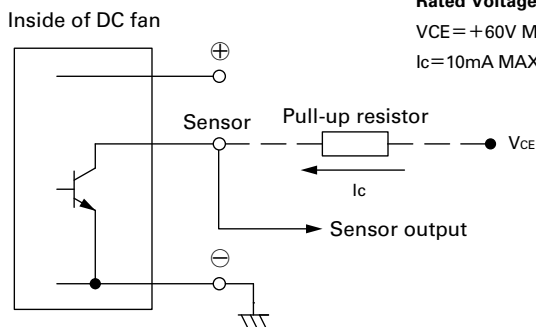 Rated Voltage
VCE=+60V M
Ic=10mA MAX
Inside of DC fan
⊕
Sensor
Pull-up resistor
VCE
Ic
Sensor output
⊖